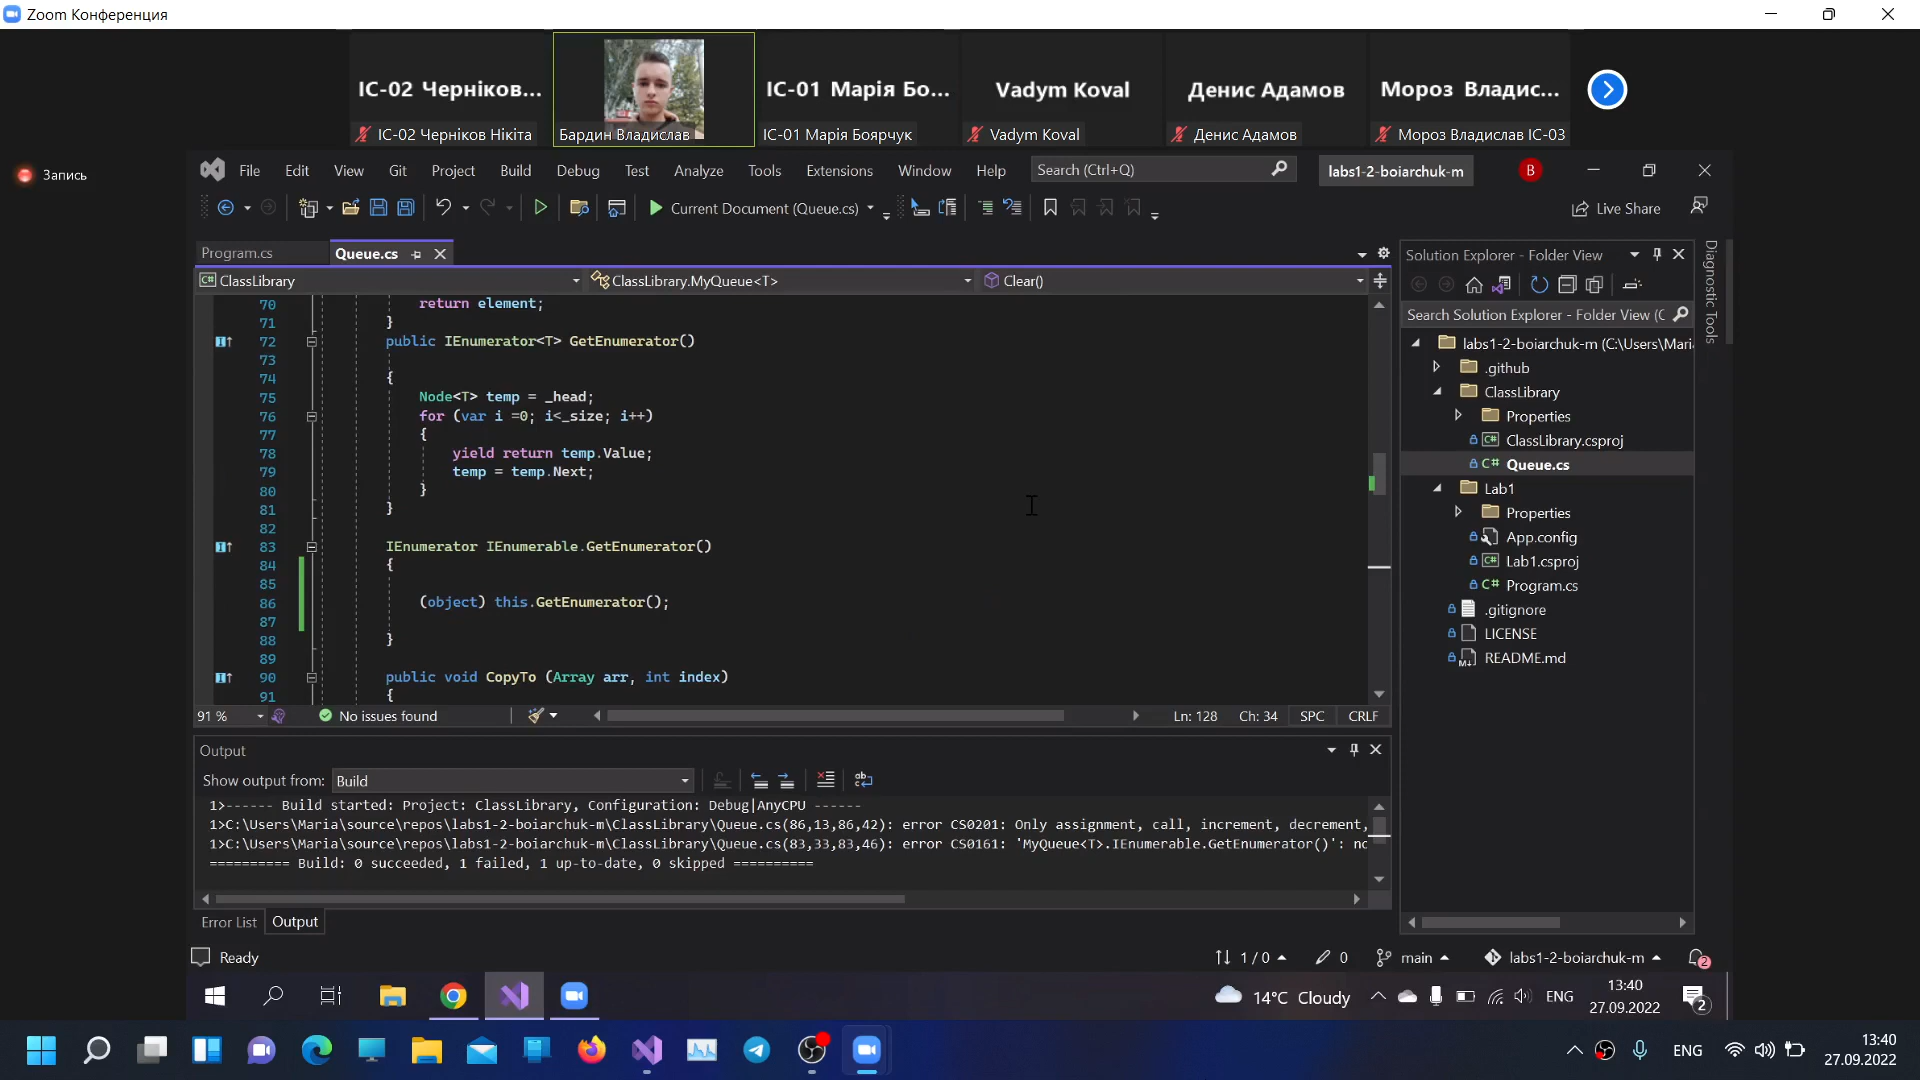 Zoom Конференция
ІС-02 Черніков...
ІС-01 Марія Бо...
Vadym Koval
Денис Адамов
Мороз Владис...
ІС-02 Черніков Нікіта
Бардин Владислав
ІС-01 Марія Боярчук
Vadym Koval
Денис Адамов
Мороз Владислав ІС-03
Запись
File Edit View Git Project Build Debug Test Analyze Tools Extensions Window Help Search (Ctrl+Q) labs1-2-boiarchuk-m B
Current Document (Queue.cs) Live Share
Program.cs Queue.cs
C# ClassLibrary ClassLibrary.MyQueue<T> Clear()
70 return element;
71 }
72 public IEnumerator<T> GetEnumerator()
73
74 {
75 Node<T> temp = _head;
76 for (var i =0; i<_size; i++)
77 {
78 yield return temp.Value;
79 temp = temp.Next;
80 }
81 }
82
83 IEnumerator IEnumerable.GetEnumerator()
84 {
85
86 (object) this.GetEnumerator();
87
88 }
89
90 public void CopyTo (Array arr, int index)
91 {
91 % No issues found Ln: 128 Ch: 34 SPC CRLF
Output
Show output from: Build
1>------ Build started: Project: ClassLibrary, Configuration: Debug|AnyCPU ------
1>C:\Users\Maria\source\repos\labs1-2-boiarchuk-m\ClassLibrary\Queue.cs(86,13,86,42): error CS0201: Only assignment, call, increment, decrement,
1>C:\Users\Maria\source\repos\labs1-2-boiarchuk-m\ClassLibrary\Queue.cs(83,33,83,46): error CS0161: 'MyQueue<T>.IEnumerable.GetEnumerator()': no
========== Build: 0 succeeded, 1 failed, 1 up-to-date, 0 skipped ==========
Error List Output
Solution Explorer - Folder View
Search Solution Explorer - Folder View (C
labs1-2-boiarchuk-m (C:\Users\Mari
.github
ClassLibrary
Properties
C# ClassLibrary.csproj
C# Queue.cs
Lab1
Properties
App.config
C# Lab1.csproj
C# Program.cs
.gitignore
LICENSE
README.md
Diagnostic Tools
Ready 1 / 0 0 main labs1-2-boiarchuk-m 2
14°C Cloudy ENG 13:40
27.09.2022 2
ENG 13:40
27.09.2022